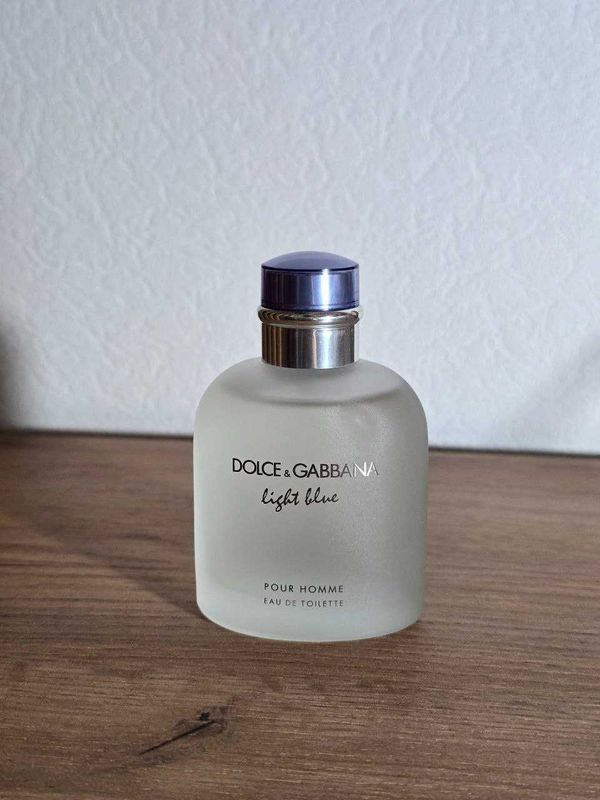 DOLCE & GABBANA
light blue
POUR HOMME
EAU DE TOILETTE